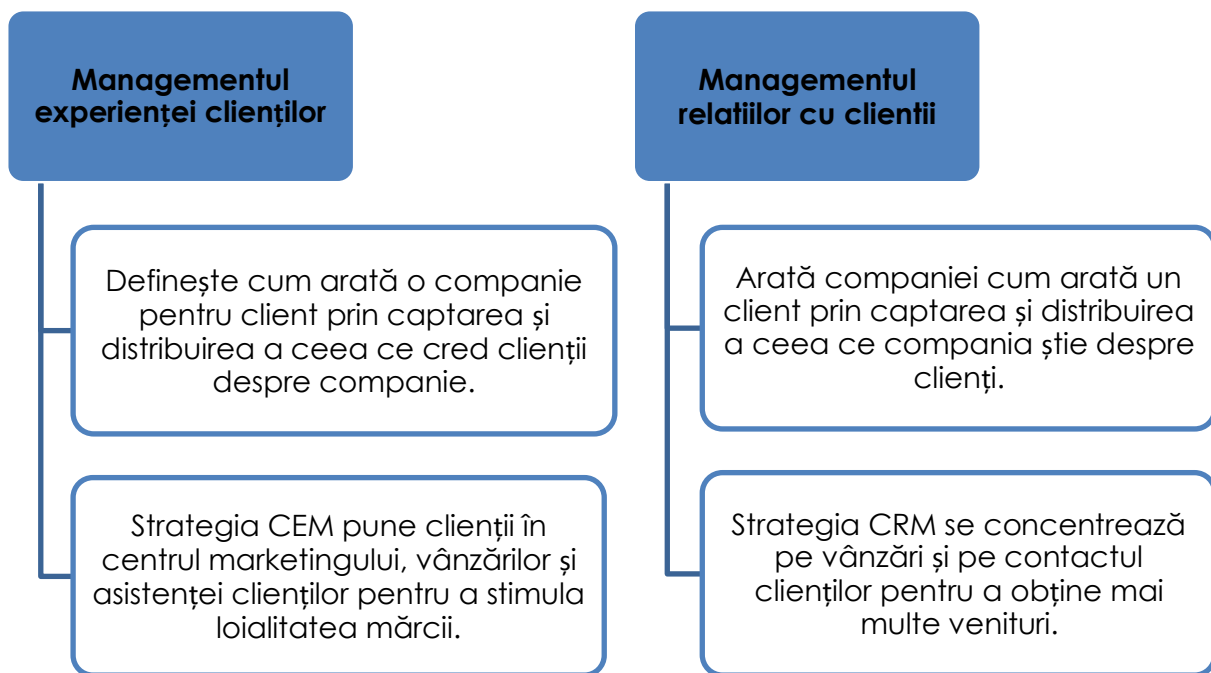 Managementul
experienței clienților
Definește cum arată o companie
pentru client prin captarea și
distribuirea a ceea ce cred clienții
despre companie.
Strategia CEM pune clienții în
centrul marketingului, vânzărilor și
asistenței clienților pentru a stimula
loialitatea mărcii.
Managementul
relatiilor cu clientii
Arată companiei cum arată un
client prin captarea și distribuirea
a ceea ce compania știe despre
clienți.
Strategia CRM se concentrează
pe vânzări și pe contactul
clienților pentru a obține mai
multe venituri.